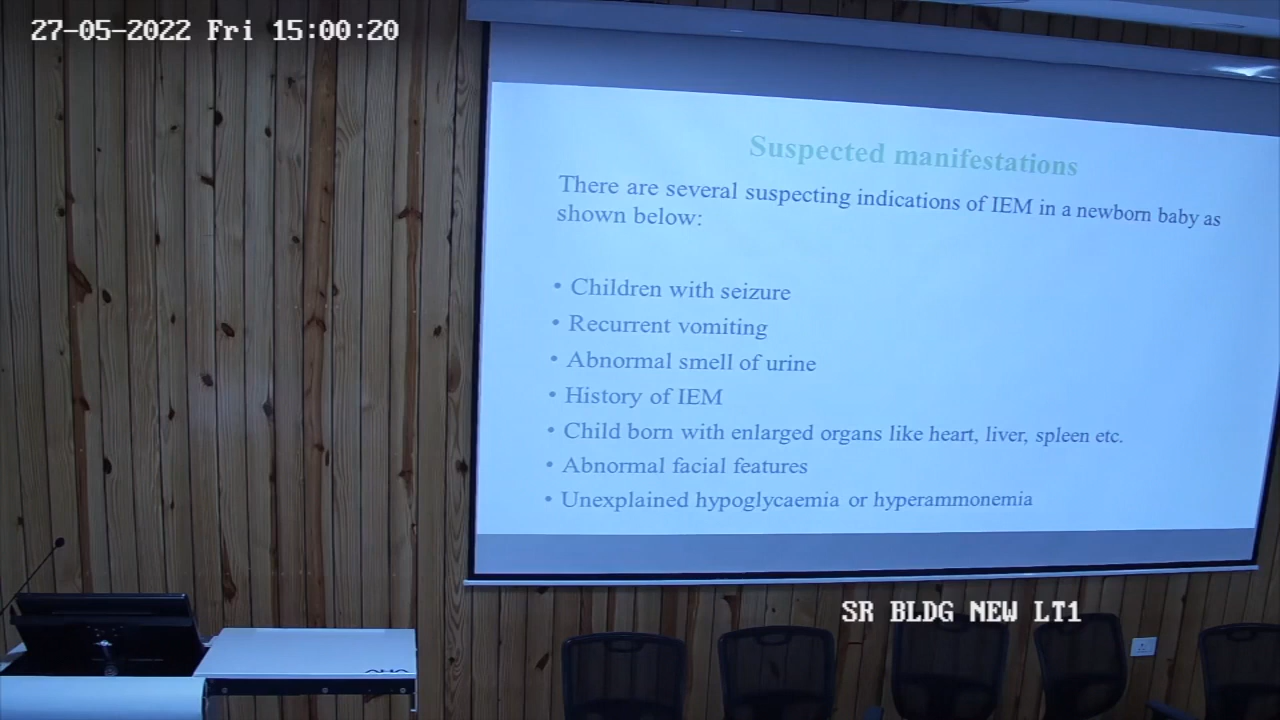 27-05-2022 Fri 15:00:20
Suspected manifestations
There are several suspecting indications of IEM in a newborn baby as
shown below:
• Children with seizure
• Recurrent vomiting
• Abnormal smell of urine
• History of IEM
• Child born with enlarged organs like heart, liver, spleen etc.
• Abnormal facial features
• Unexplained hypoglycaemia or hyperammonemia
SR BLDG NEW LT1
AHA